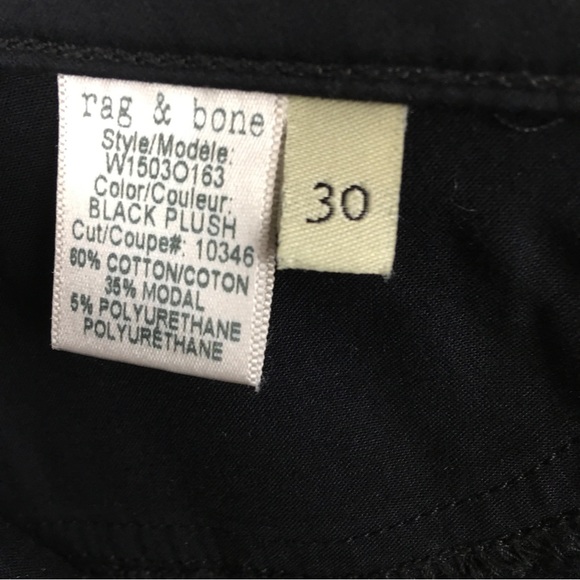 rag & bone
Style/Modèle:
W1503O163
Color/Couleur:
BLACK PLUSH
Cut/Coupe#: 10346
60% COTTON/COTON
35% MODAL
5% POLYURETHANE
POLYURÉTHANE
30